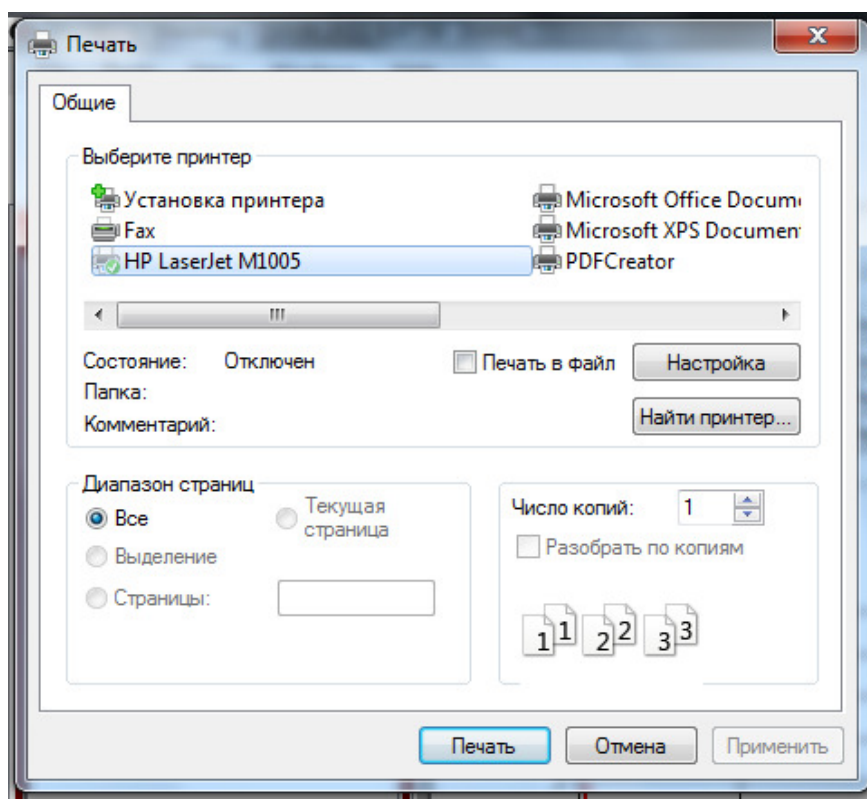 Печать
Общие
Выберите принтер
Установка принтера
Microsoft Office Docum
Fax
Microsoft XPS Documen
HP LaserJet M1005
PDFCreator
Состояние: Отключен
Печать в файл
Настройка
Папка:
Найти принтер...
Комментарий:
Диапазон страниц
Все
Текущая
страница
Выделение
Страницы:
Число копий: 1
Разобрать по копиям
1 1 2 2 3 3
Печать
Отмена
Применить